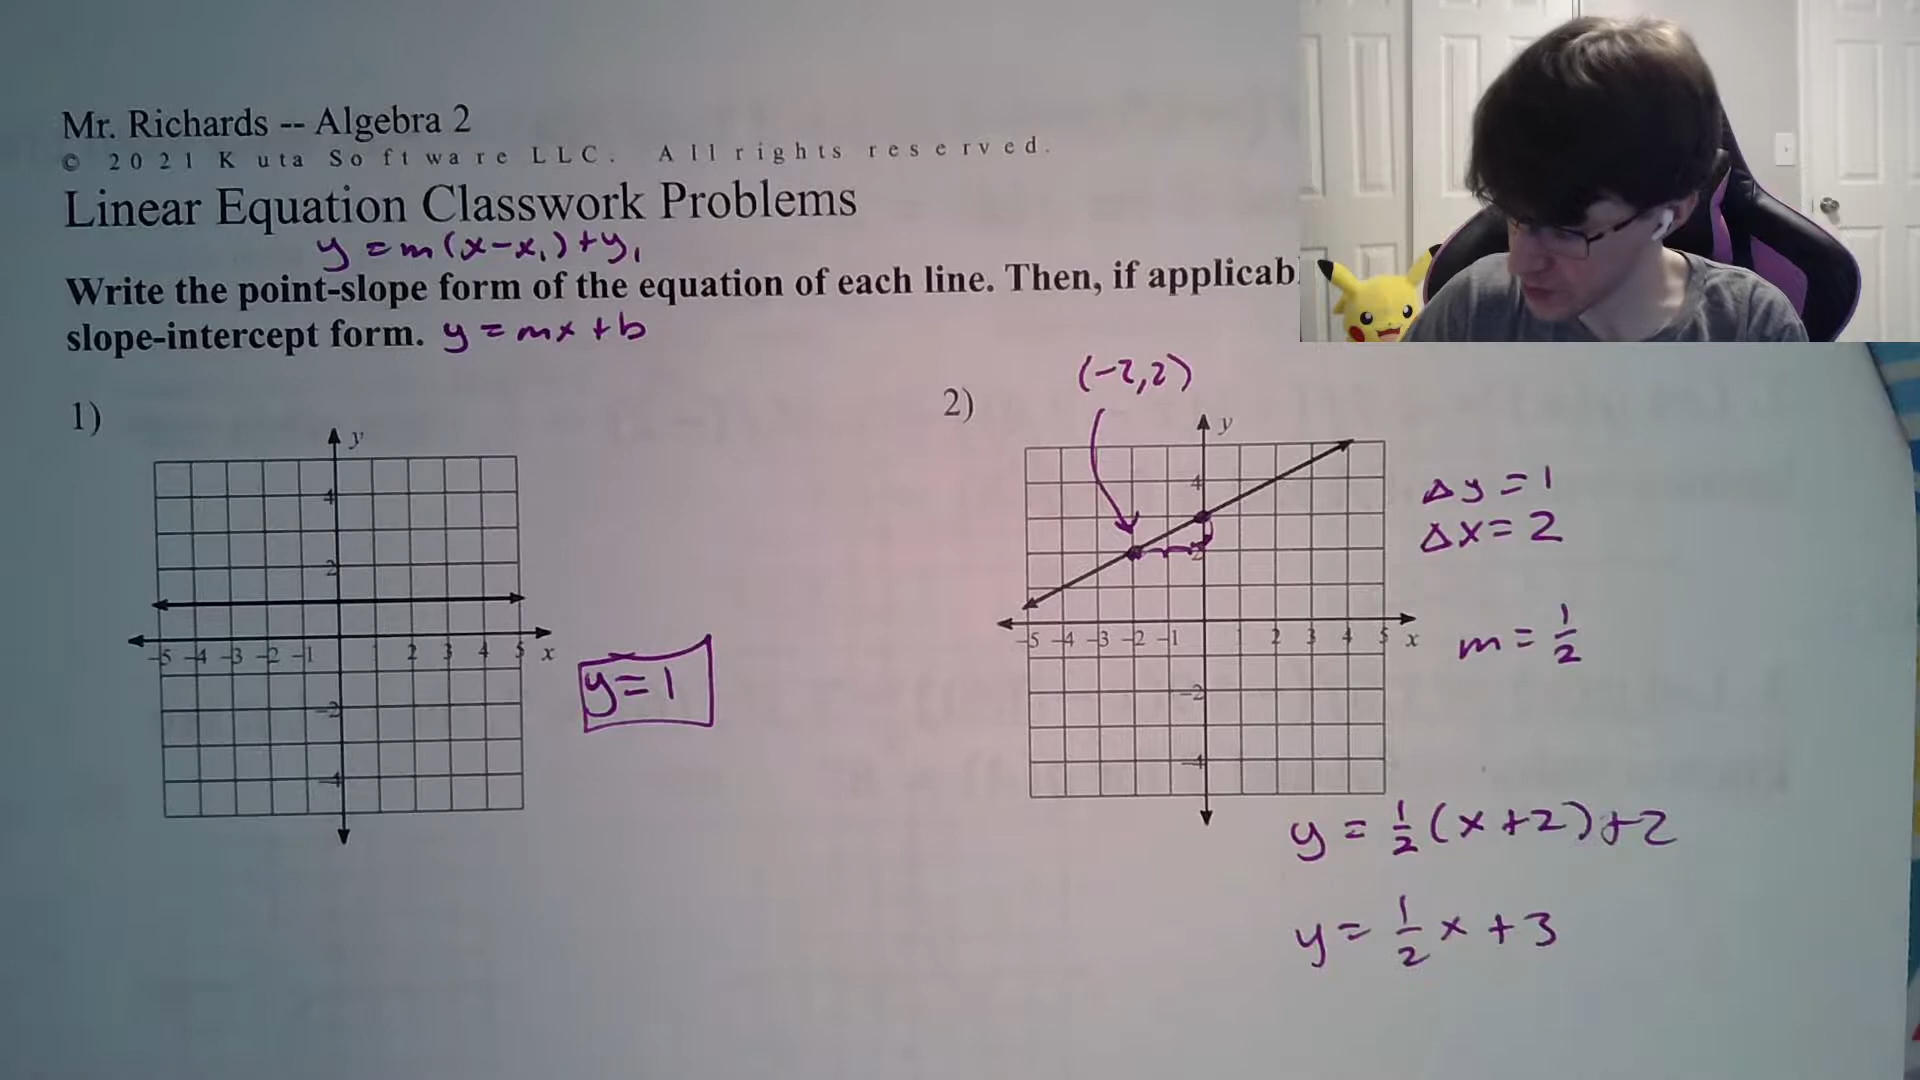 Mr. Richards -- Algebra 2
© 2021 Kuta Software LLC. All rights reserved.
Linear Equation Classwork Problems
y = m(x-x₁)+y₁
Write the point-slope form of the equation of each line. Then, if applicabl
slope-intercept form. y = mx + b
1)
y
4
2
-5 -4 -3 -2 -1 2 3 4 5 x
-2
-4
y = 1
2)
(-2,2)
y
4
2
-5 -4 -3 -2 -1 1 2 3 4 5 x
-2
-4
Δy = 1
Δx = 2
m = 1/2
y = 1/2 (x+2)+2
y = 1/2 x + 3